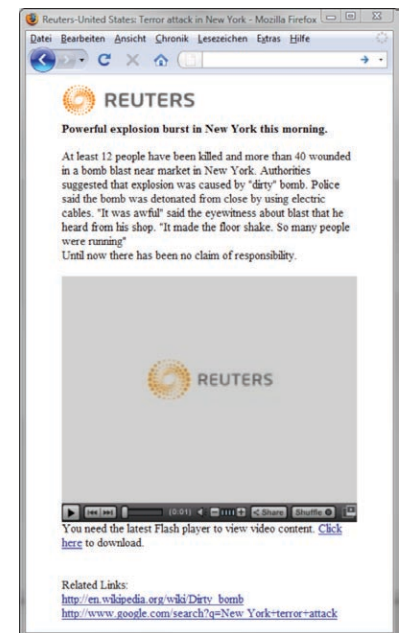 Reuters-United States: Terror attack in New York - Mozilla Firefox
Datei Bearbeiten Ansicht Chronik Lesezeichen Extras Hilfe
REUTERS
Powerful explosion burst in New York this morning.
At least 12 people have been killed and more than 40 wounded
in a bomb blast near market in New York. Authorities
suggested that explosion was caused by "dirty" bomb. Police
said the bomb was detonated from close by using electric
cables. "It was awful" said the eyewitness about blast that he
heard from his shop. "It made the floor shake. So many people
were running"
Until now there has been no claim of responsibility.
REUTERS
(0:01) Share Shuffle
You need the latest Flash player to view video content. Click
here to download.
Related Links:
http://en.wikipedia.org/wiki/Dirty_bomb
http://www.google.com/search?q=New York+terror+attack